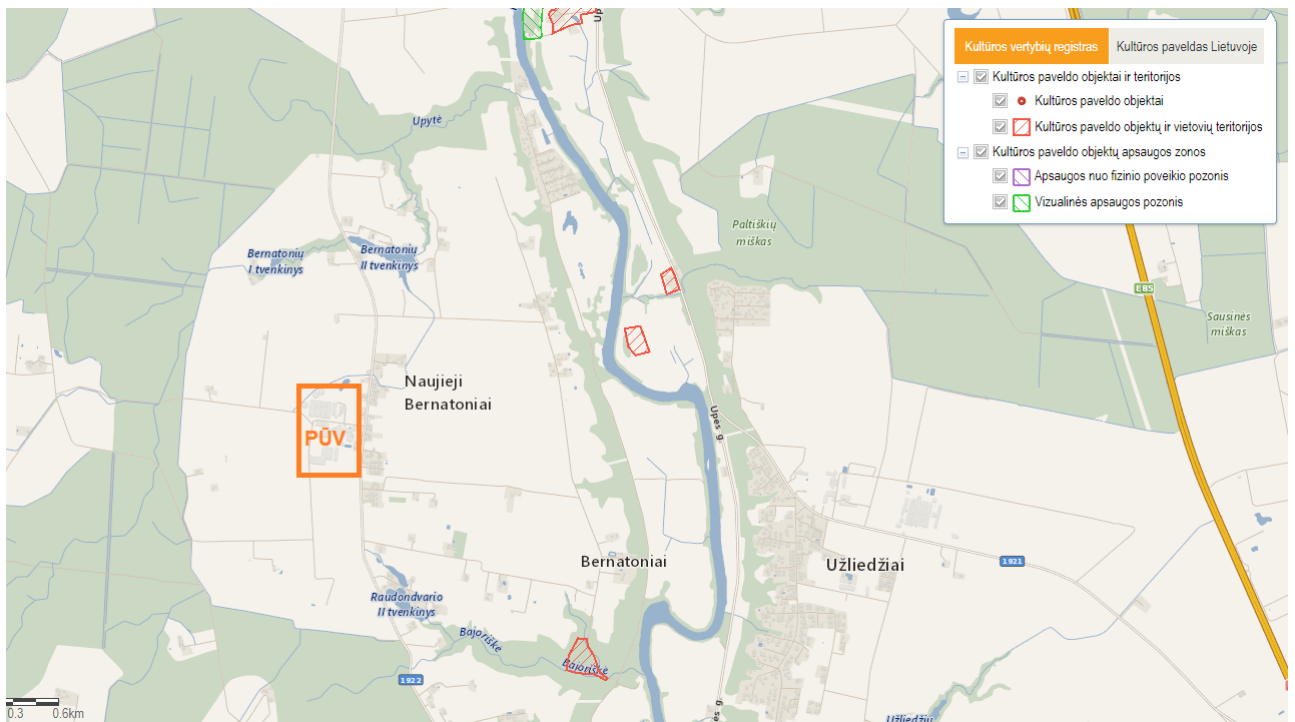 Kultūros vertybių registras
Kultūros paveldas Lietuvoje
Kultūros paveldo objektai ir teritorijos
Kultūros paveldo objektai
Kultūros paveldo objektų ir vietovių teritorijos
Kultūros paveldo objektų apsaugos zonos
Apsaugos nuo fizinio poveikio pozonis
Vizualinės apsaugos pozonis
Upytė
Paltiškių
miškas
Bernatonių
I tvenkinys
Bernatonių
II tvenkinys
E85
Sausinės
miškas
Naujieji
Bernatoniai
PŪV
Upes g.
Bernatoniai
Užliedžiai
1921
Raudondvario
II tvenkinys
Bajoriškė
Bajoriškė
1922
0.3
0.6km
Užliedžių